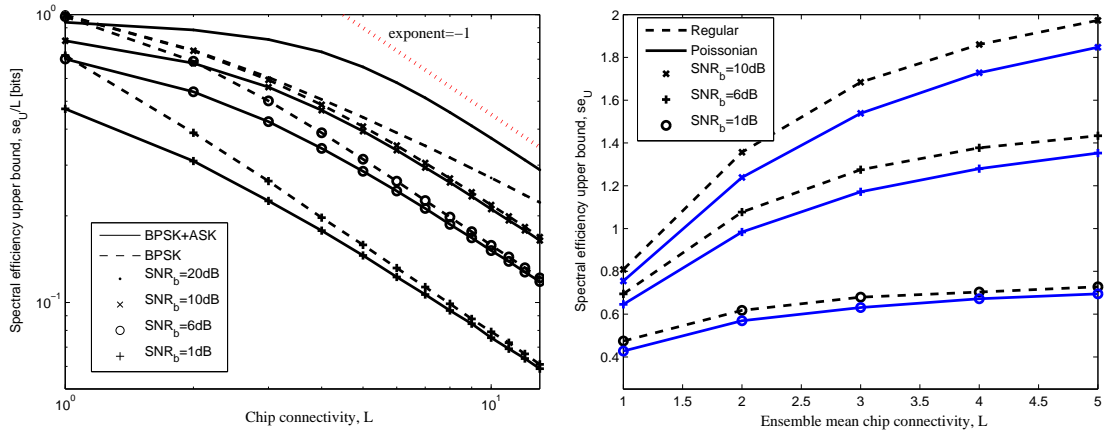 Spectral efficiency upper bound, se_U/L [bits]
10^0
10^-1
exponent=−1
BPSK+ASK
BPSK
SNR_b=20dB
SNR_b=10dB
SNR_b=6dB
SNR_b=1dB
10^0
10^1
Chip connectivity, L
Spectral efficiency upper bound, se_U
2
1.8
1.6
1.4
1.2
1
0.8
0.6
0.4
Regular
Poissonian
SNR_b=10dB
SNR_b=6dB
SNR_b=1dB
1 1.5 2 2.5 3 3.5 4 4.5 5
Ensemble mean chip connectivity, L